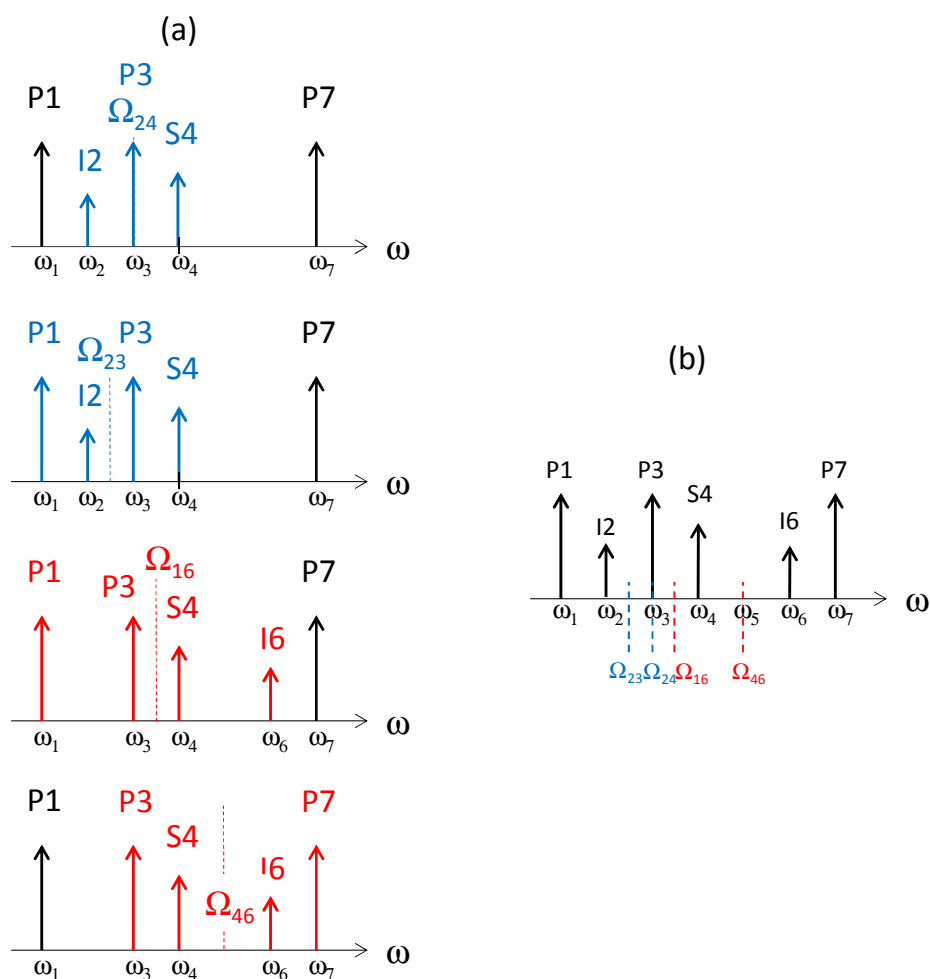 (a)
P3
P1 Ω₂₄ P7
S4
I2
ω
ω₁ ω₂ ω₃ ω₄ ω₇
P1 Ω₂₃ P3 P7
S4
I2
ω
ω₁ ω₂ ω₃ ω₄ ω₇
Ω₁₆
P1 P3 P7
S4
I6
ω
ω₁ ω₃ ω₄ ω₆ ω₇
P1 P3 P7
S4
I6
Ω₄₆
ω
ω₁ ω₃ ω₄ ω₆ ω₇
(b)
P1 P3 P7
S4
I2 I6
ω
ω₁ ω₂ ω₃ ω₄ ω₅ ω₆ ω₇
Ω₂₃ Ω₂₄ Ω₁₆ Ω₄₆